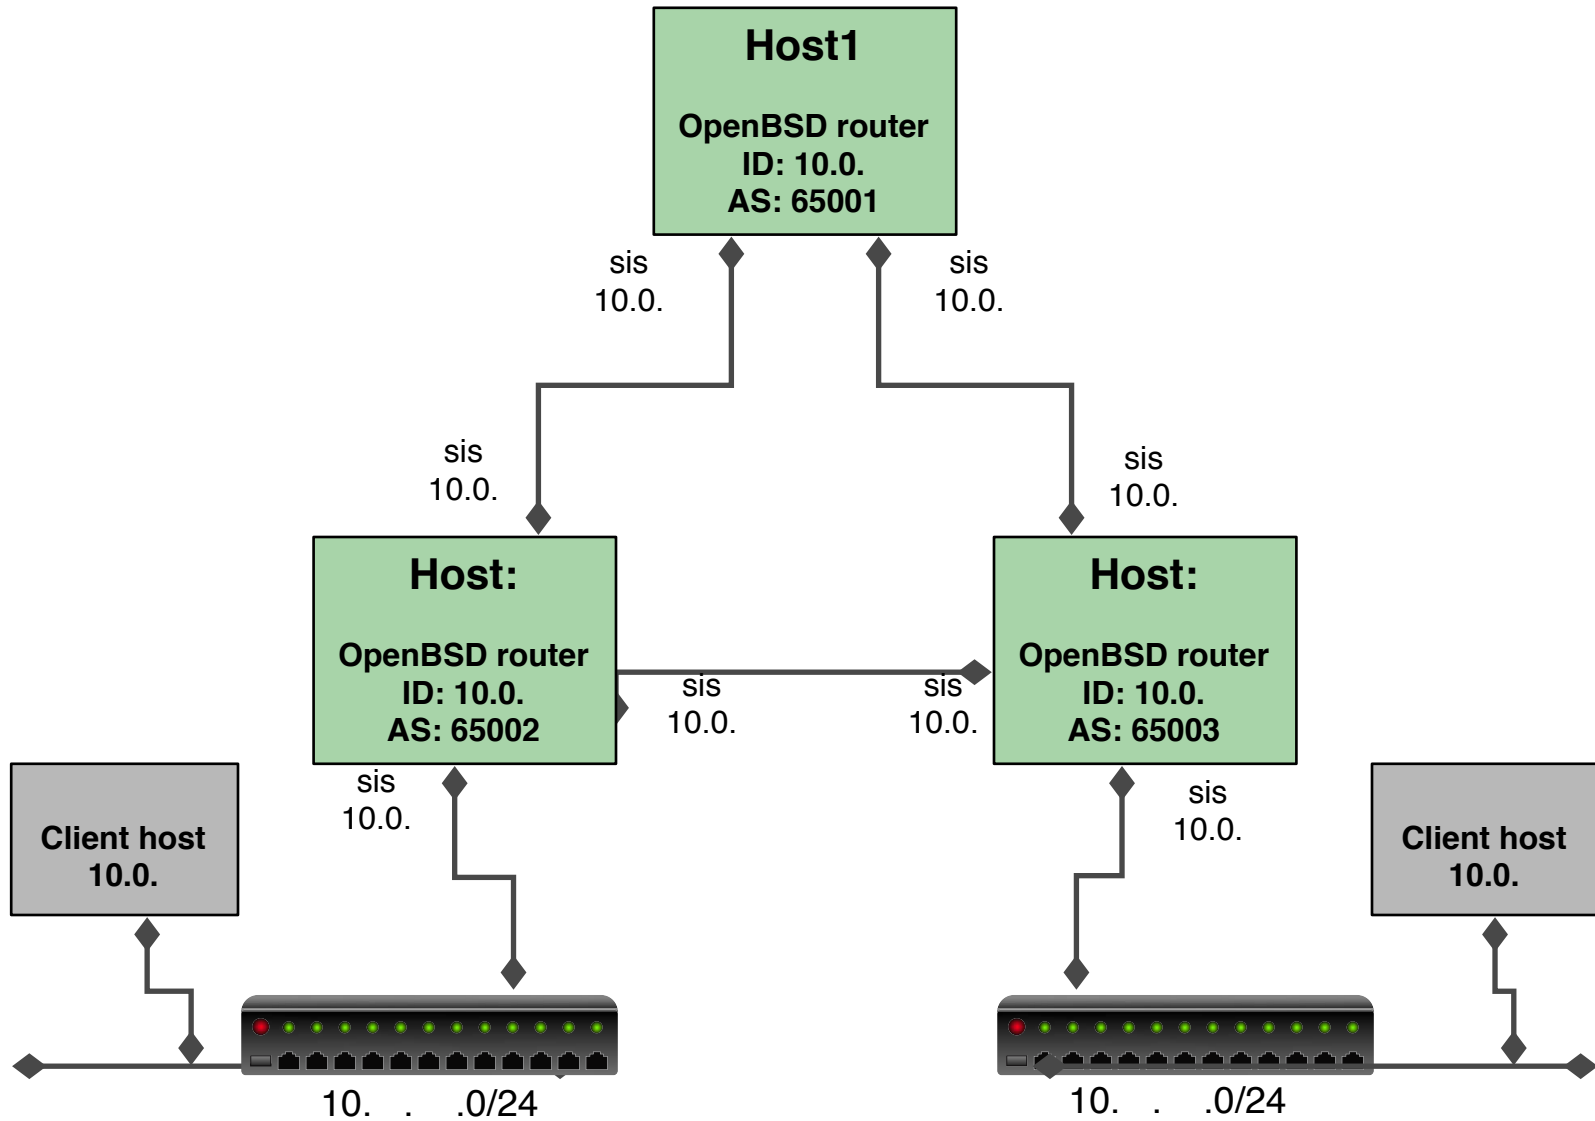 Host1
OpenBSD router
ID: 10.0.
AS: 65001
sis
10.0.
sis
10.0.
sis
10.0.
sis
10.0.
Host:
OpenBSD router
ID: 10.0.
AS: 65002
Host:
OpenBSD router
ID: 10.0.
AS: 65003
sis
10.0.
sis
10.0.
sis
10.0.
sis
10.0.
Client host
10.0.
Client host
10.0.
10. . .0/24
10. . .0/24